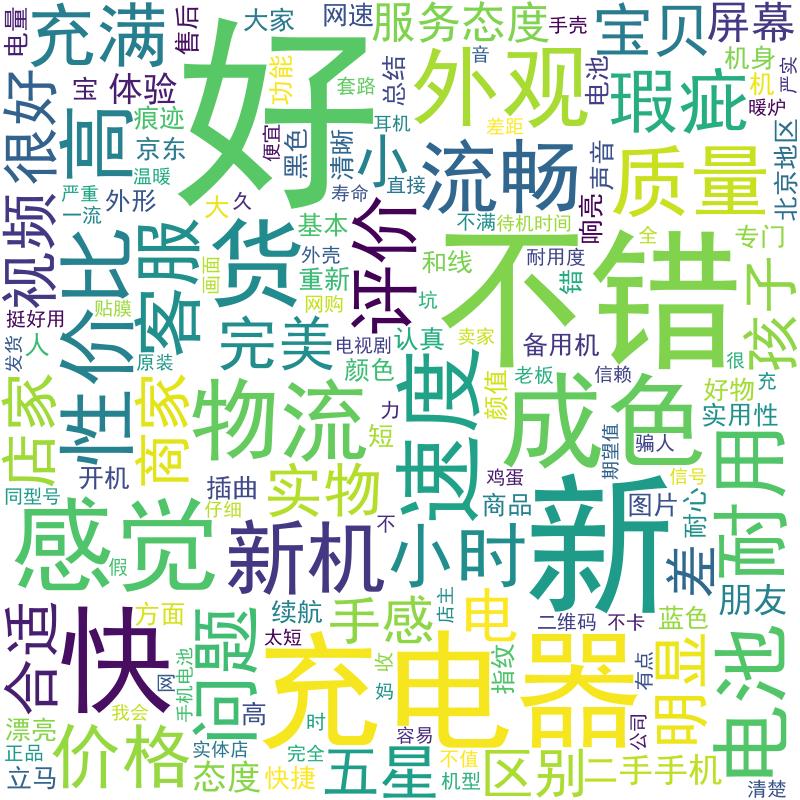 电量
充满
售后
大家
网速
服务态度
手壳
宝贝
屏幕
好
功能
套路
总结
外观
音
电池
机身
机
严实
宝
体验
很好
高
痕迹
京东
温暖
便宜
黑色
清晰
耳机
差距
瑕疵
暖炉
小
直接
寿命
流畅
声音
质量
北京地区
严重
一流
外形
大
久
视频
性价比
客服
货
画面
基本
外壳
重新
网购
评价
不满
待机时间
响亮
全
专门
和线
耐用度
错
不错
孩子
坑
挺好用
贴膜
发货
人
原装
完美
电视剧
认真
卖家
备用机
很
颜色
颜值
老板
信赖
好物
充
店家
商家
物流
力
短
速度
成色
期望值
骗人
实用性
耐用
开机
同型号
插曲
仔细
实物
鸡蛋
商品
图片
信号
耐心
感觉
假
新机
不
小时
新
差
朋友
合适
快
方面
问题
续航
太短
手感
电
店主
二维码
不卡
蓝色
电池
网
手机电池
妈
收
指纹
有点
明显
充电器
我会
高
漂亮
正品
立马
价格
实体店
态度
时
完全
快捷
五星
容易
不值
机型
区别
公司
二手手机
清楚